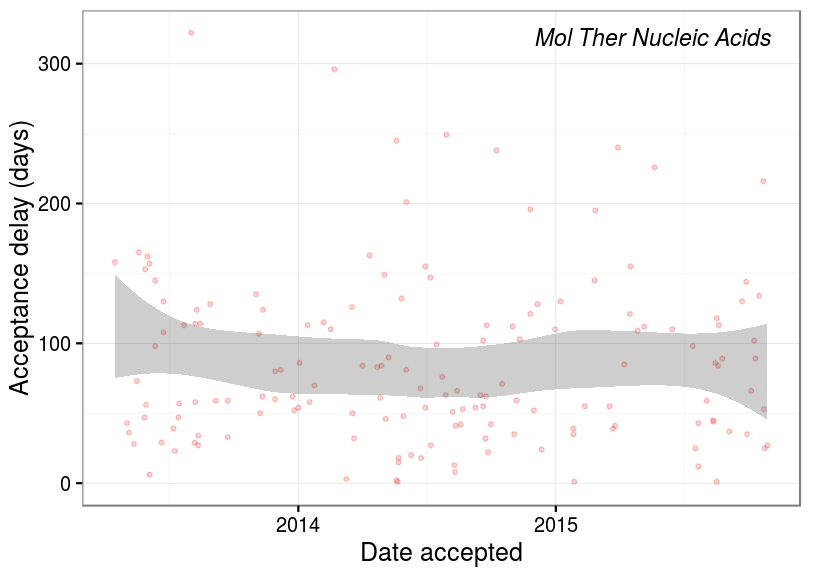 Mol Ther Nucleic Acids
Acceptance delay (days)
300
200
100
0
2014
2015
Date accepted